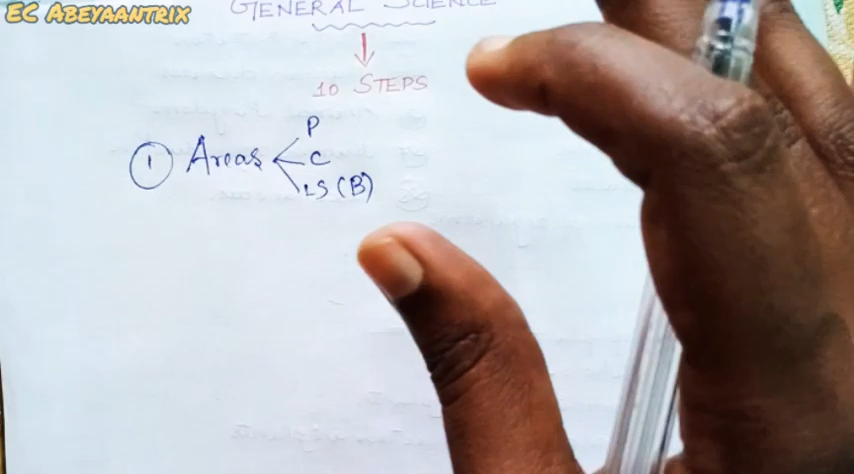 EC ABEYAANTRIX
GENERAL SCIENCE
10 STEPS
1 Areas P
C
LS (B)